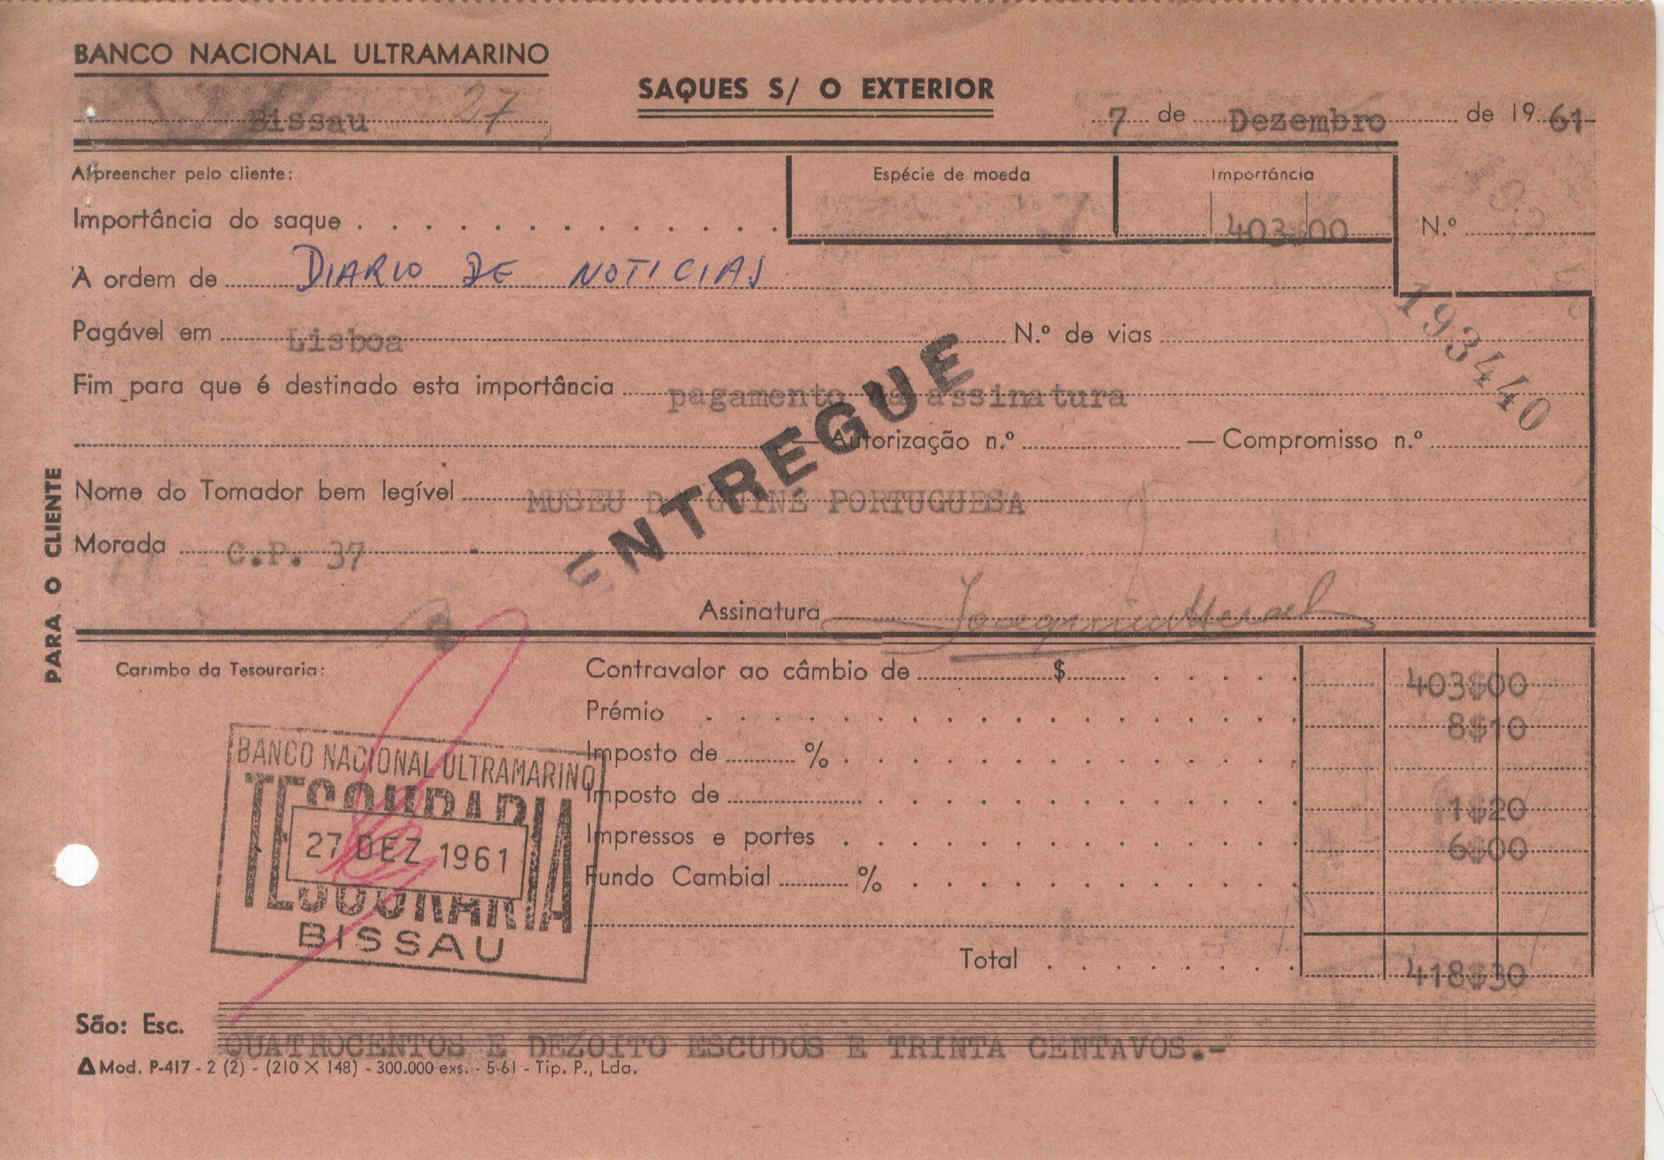 BANCO NACIONAL ULTRAMARINO
SAQUES S/ O EXTERIOR
Bissau 27 7 de Dezembro de 1961
A preencher pelo cliente:
Espécie de moeda Importância
Importância do saque 403$00 N.º
193440
À ordem de DIARIO DE NOTICIAS
Pagável em Lisboa N.º de vias
Fim para que é destinado esta importância pagamento da assinatura
— Autorização n.º — Compromisso n.º
ENTREGUE
Nome do Tomador bem legível MUSEU DA GUINÉ PORTUGUESA
Morada C.P. 37
Assinatura
PARA O CLIENTE
Carimbo da Tesouraria:
Contravalor ao câmbio de $ 403$00
Prémio 8$10
Imposto de %
Imposto de 1$20
Impressos e portes 6$00
Fundo Cambial %
Total 418$30
BANCO NACIONAL ULTRAMARINO
TESOURARIA
27 DEZ 1961
TESOURARIA
BISSAU
São: Esc. QUATROCENTOS E DEZOITO ESCUDOS E TRINTA CENTAVOS.-
Mod. P-417 - 2 (2) - (210 X 148) - 300.000 exs. - 5-61 - Tip. P., Lda.